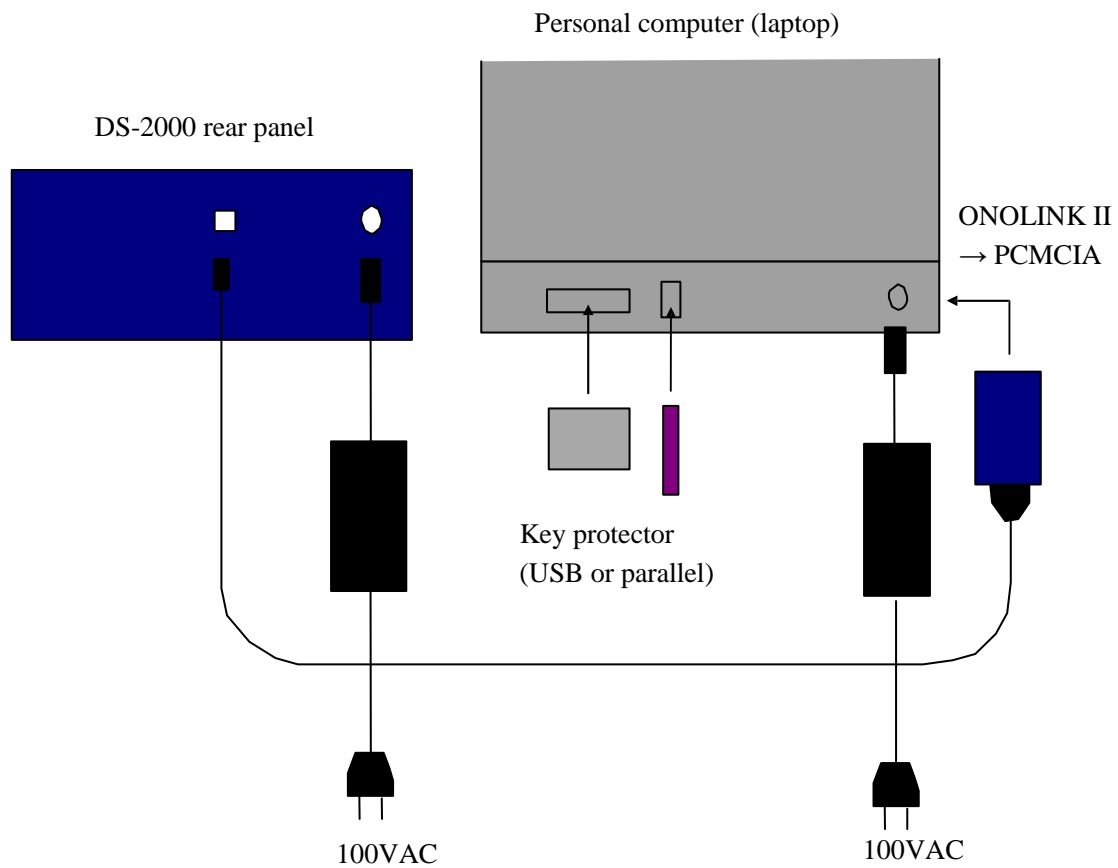 Personal computer (laptop)
DS-2000 rear panel
ONOLINK II
→ PCMCIA
Key protector
(USB or parallel)
100VAC
100VAC